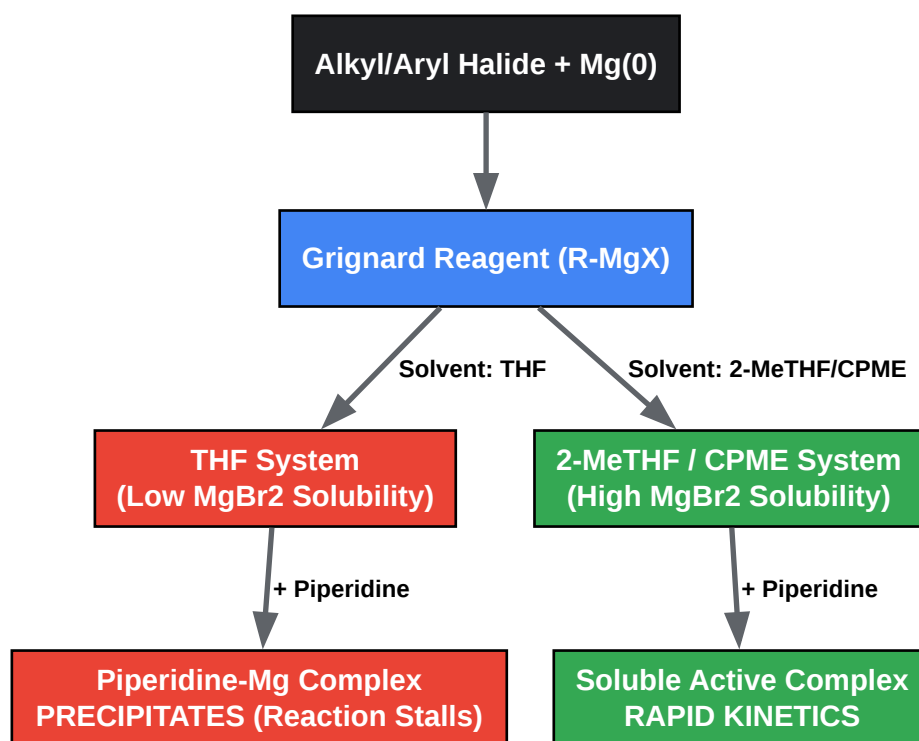 Alkyl/Aryl Halide + Mg(0)
Grignard Reagent (R-MgX)
Solvent: THF
Solvent: 2-MeTHF/CPME
THF System
(Low MgBr2 Solubility)
2-MeTHF / CPME System
(High MgBr2 Solubility)
+ Piperidine
+ Piperidine
Piperidine-Mg Complex
PRECIPITATES (Reaction Stalls)
Soluble Active Complex
RAPID KINETICS